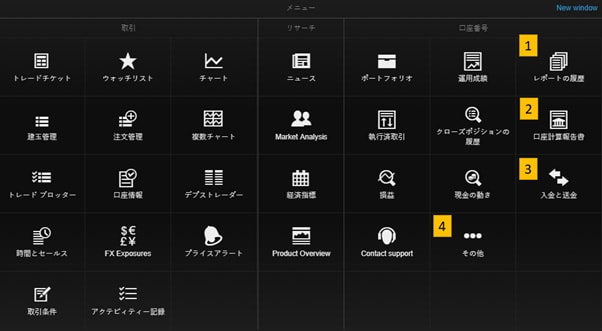 メニュー
New window
取引
リサーチ
口座番号
1
トレードチケット
ウォッチリスト
チャート
ニュース
ポートフォリオ
運用成績
レポートの履歴
2
建玉管理
注文管理
複数チャート
Market Analysis
執行済取引
クローズポジションの
履歴
口座計算報告書
3
トレード ブロッター
口座情報
デプストレーダー
経済指標
損益
現金の動き
入金と送金
4
$€
£¥
時間とセールス
FX Exposures
プライスアラート
Product Overview
Contact support
その他
取引条件
アクテビティー記録